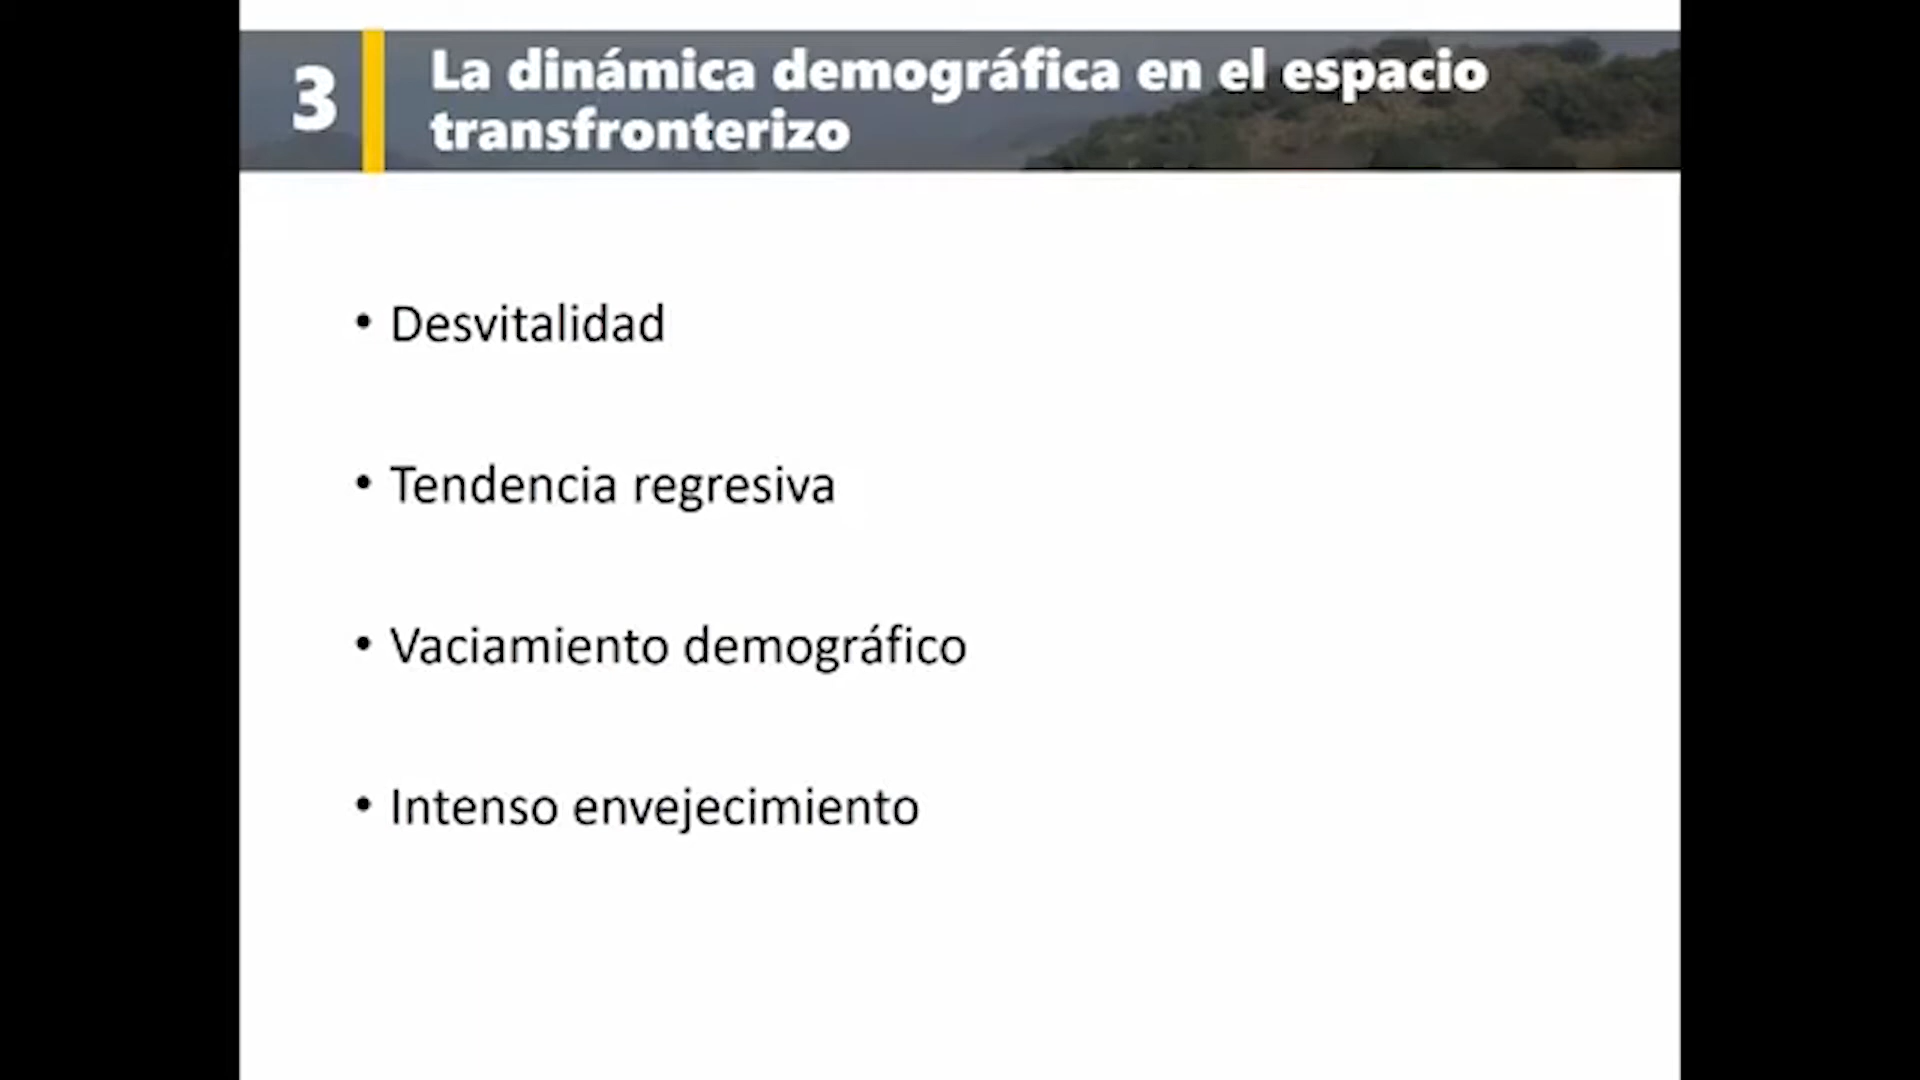 3
La dinámica demográfica en el espacio
transfronterizo
• Desvitalidad
• Tendencia regresiva
• Vaciamiento demográfico
• Intenso envejecimiento